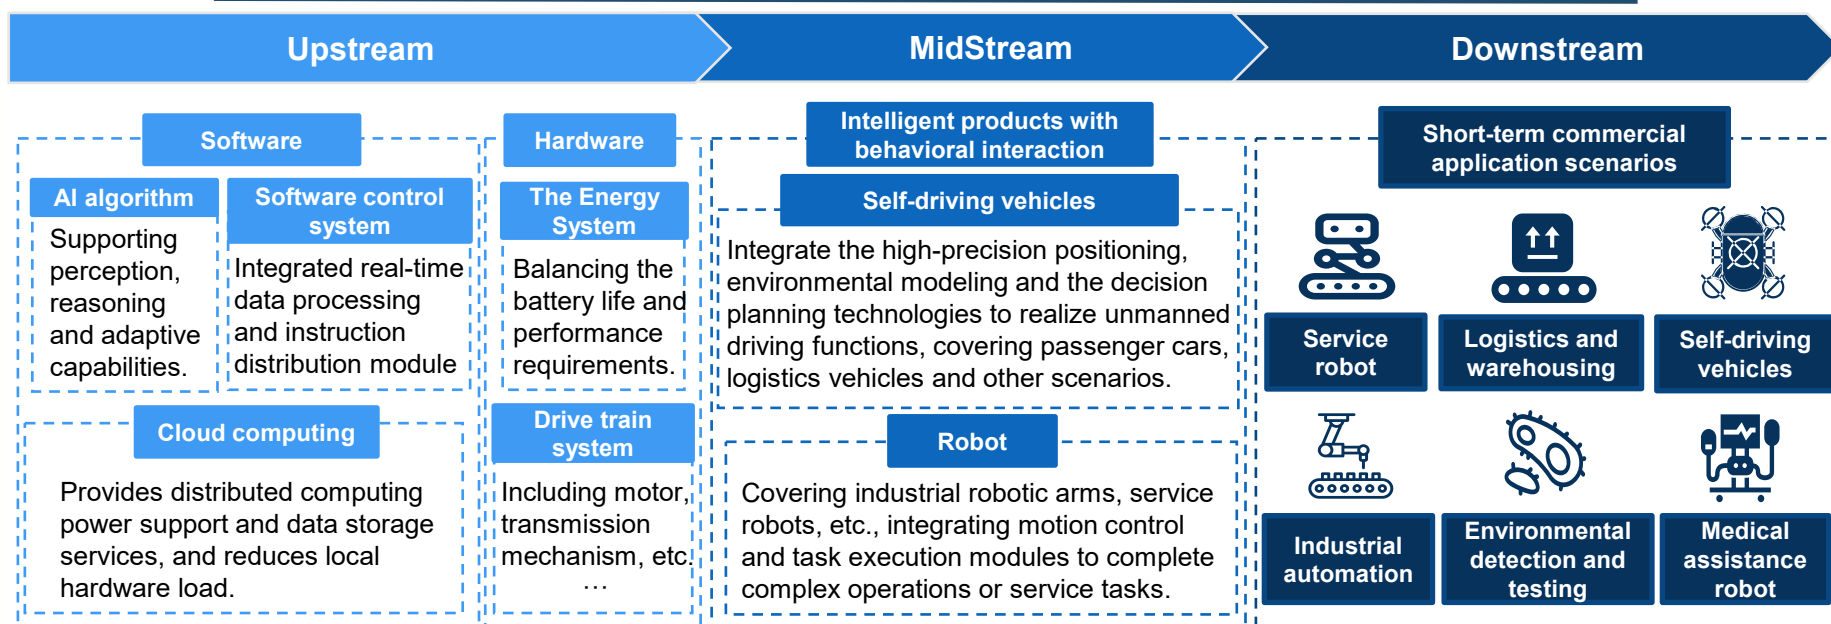 Upstream
MidStream
Downstream
Software
AI algorithm
Supporting
perception,
reasoning
and adaptive
capabilities.
Software control
system
Integrated real-time
data processing
and instruction
distribution module
Cloud computing
Provides distributed computing
power support and data storage
services, and reduces local
hardware load.
Hardware
The Energy
System
Balancing the
battery life and
performance
requirements.
Drive train
system
Including motor,
transmission
mechanism, etc.
…
Intelligent products with
behavioral interaction
Self-driving vehicles
Integrate the high-precision positioning,
environmental modeling and the decision
planning technologies to realize unmanned
driving functions, covering passenger cars,
logistics vehicles and other scenarios.
Robot
Covering industrial robotic arms, service
robots, etc., integrating motion control
and task execution modules to complete
complex operations or service tasks.
Short-term commercial
application scenarios
Service
robot
Logistics and
warehousing
Self-driving
vehicles
Industrial
automation
Environmental
detection and
testing
Medical
assistance
robot